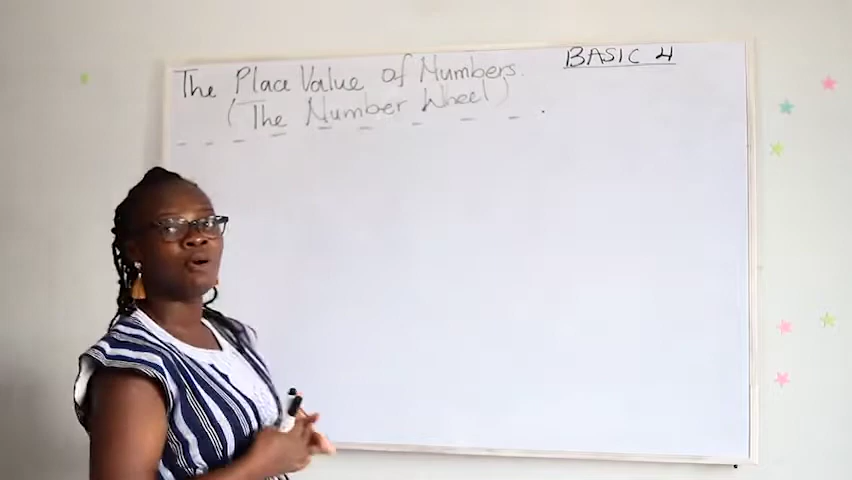 The Place Value of Numbers.
(The Number Wheel)
BASIC 4